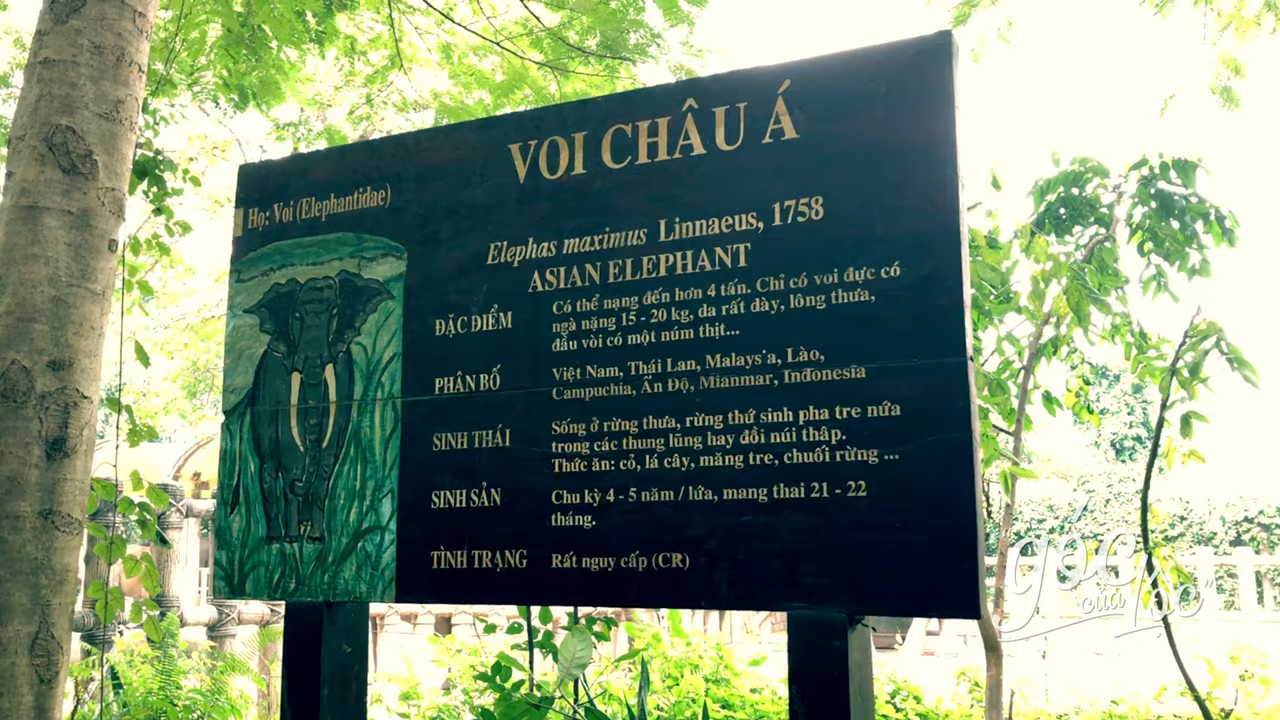 VOI CHÂU Á
Họ: Voi (Elephantidae)
Elephas maximus Linnaeus, 1758
ASIAN ELEPHANT
ĐẶC ĐIỂM
Có thể nạng đến hơn 4 tấn. Chỉ có voi đực có
ngà nặng 15 - 20 kg, da rất dày, lông thưa,
đầu vòi có một núm thịt...
PHÂN BỐ
Việt Nam, Thái Lan, Malays'a, Lào,
Campuchia, Ấn Độ, Mianmar, Indonesia
SINH THÁI
Sống ở rừng thưa, rừng thứ sinh pha tre nứa
trong các thung lũng hay đồi núi thấp.
Thức ăn: cỏ, lá cây, măng tre, chuối rừng ...
SINH SẢN
Chu kỳ 4 - 5 năm / lứa, mang thai 21 - 22
tháng.
TÌNH TRẠNG
Rất nguy cấp (CR)
góc
của lốc